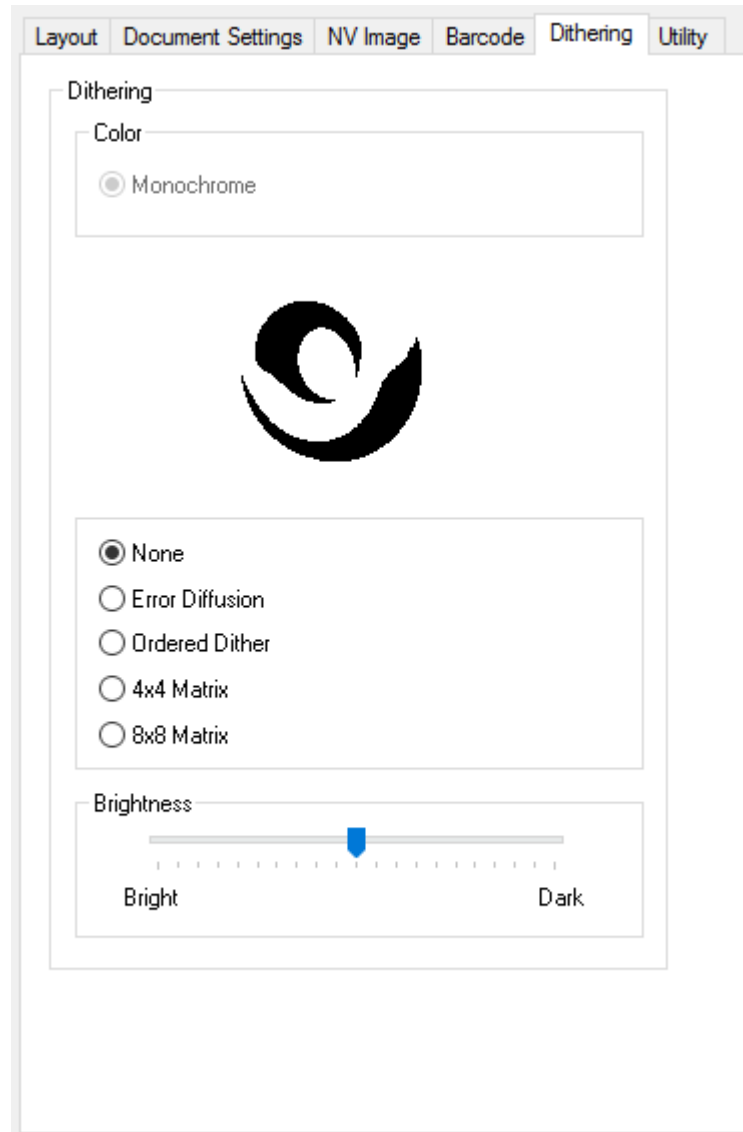 Layout Document Settings NV Image Barcode Dithering Utility
Dithering
Color
Monochrome
None
Error Diffusion
Ordered Dither
4x4 Matrix
8x8 Matrix
Brightness
Bright Dark